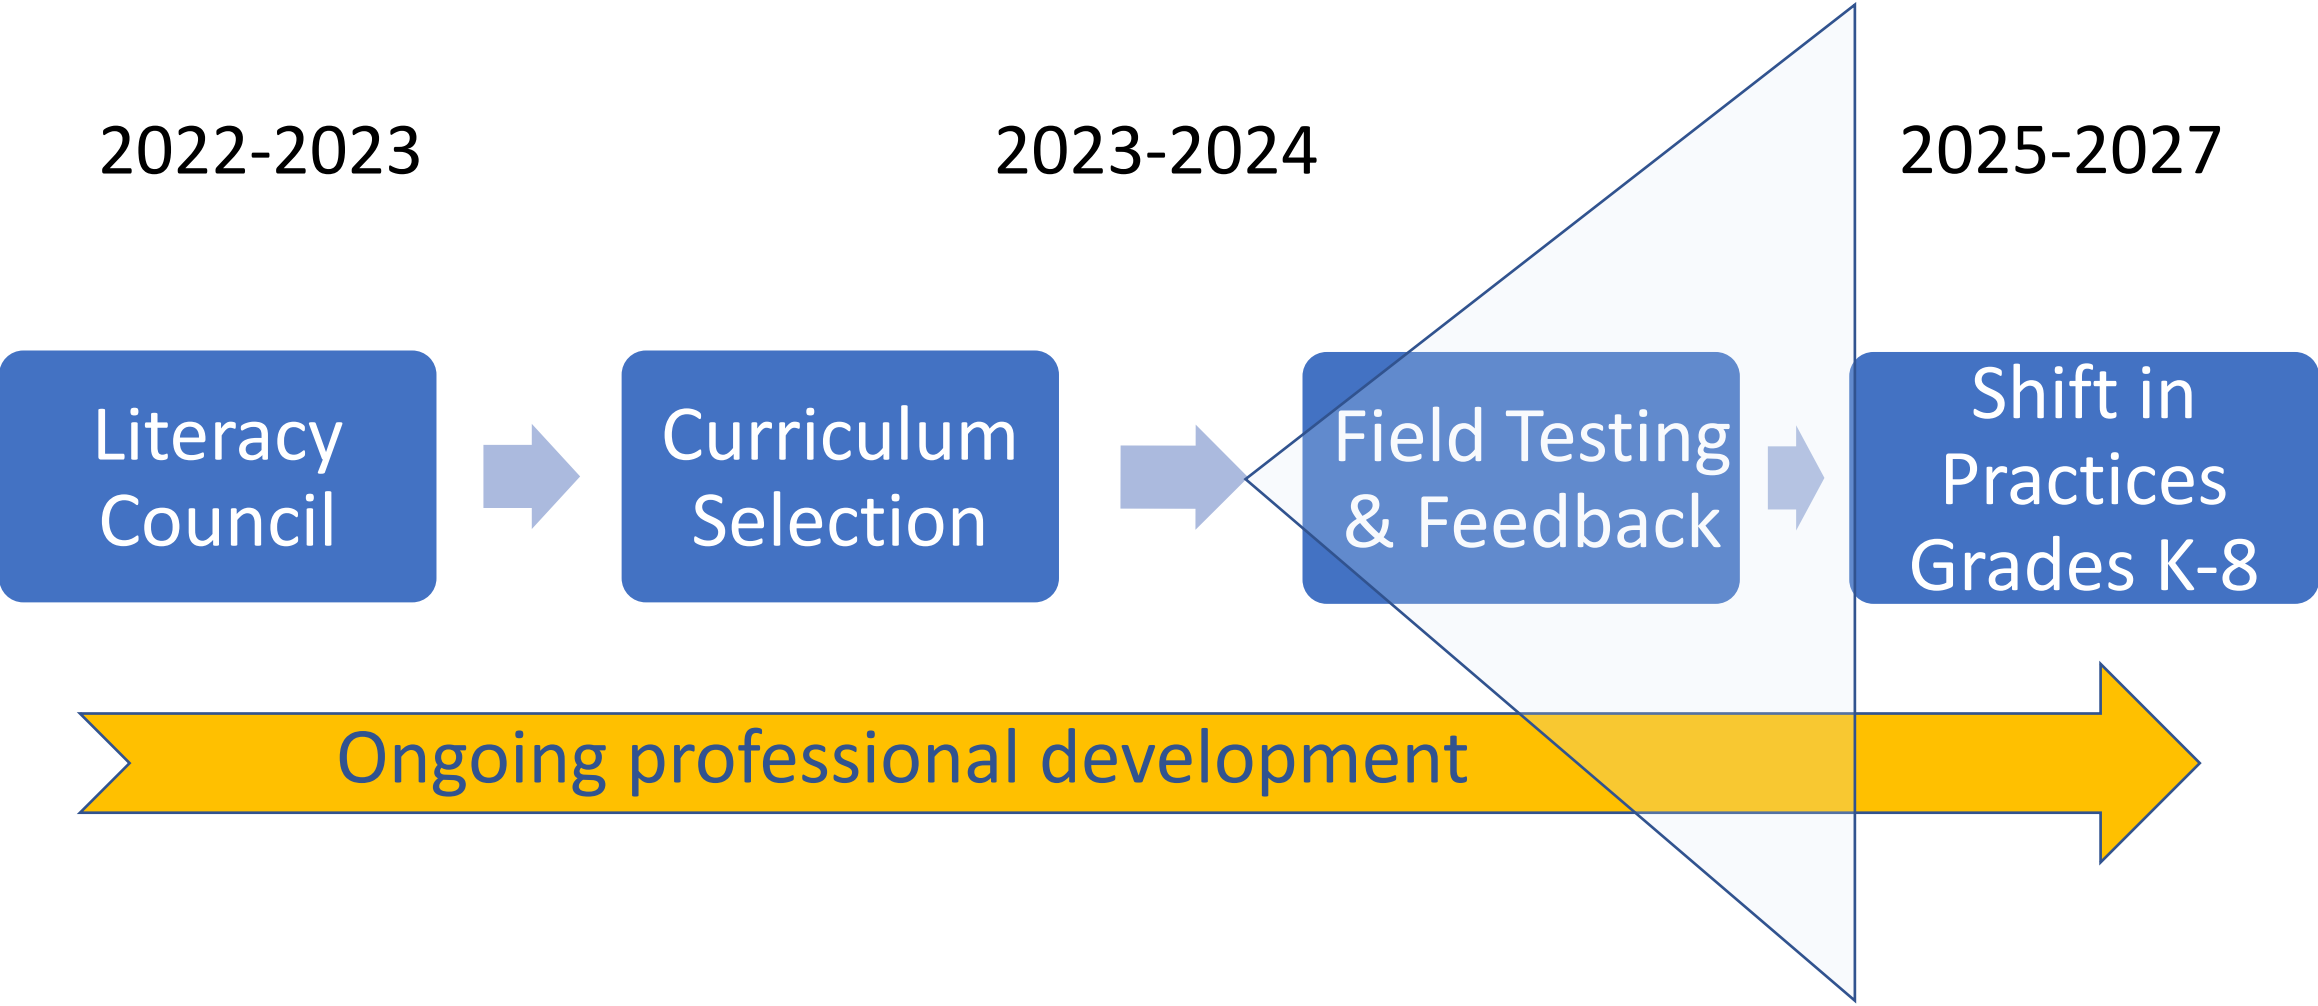 2022-2023
2023-2024
2025-2027
Literacy
Council
Curriculum
Selection
Field Testing
& Feedback
Shift in
Practices
Grades K-8
Ongoing professional development